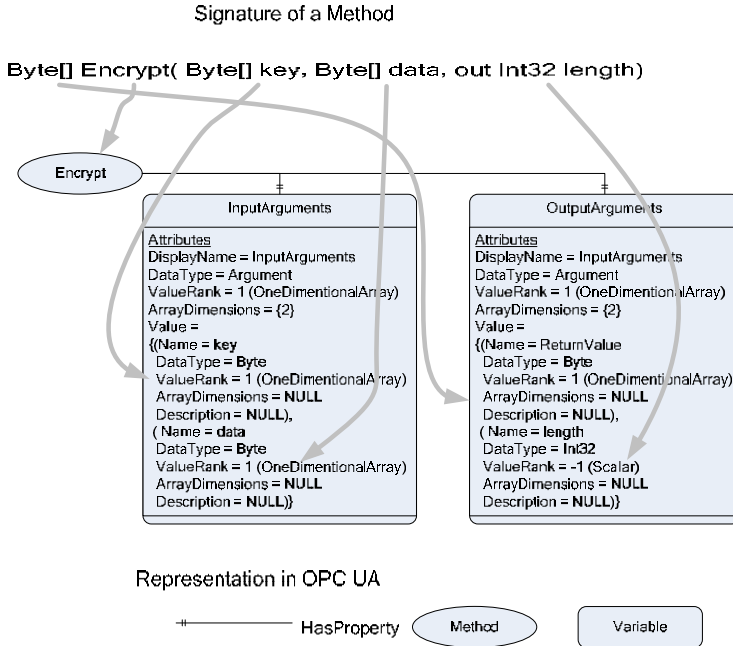 Signature of a Method
Byte[] Encrypt( Byte[] key, Byte[] data, out Int32 length)
Encrypt
InputArguments
Attributes
DisplayName = InputArguments
DataType = Argument
ValueRank = 1 (OneDimentionalArray)
ArrayDimensions = {2}
Value =
{(Name = key
DataType = Byte
ValueRank = 1 (OneDimentionalArray)
ArrayDimensions = NULL
Description = NULL),
( Name = data
DataType = Byte
ValueRank = 1 (OneDimentionalArray)
ArrayDimensions = NULL
Description = NULL)}
OutputArguments
Attributes
DisplayName = InputArguments
DataType = Argument
ValueRank = 1 (OneDimentionalArray)
ArrayDimensions = {2}
Value =
{(Name = ReturnValue
DataType = Byte
ValueRank = 1 (OneDimentionalArray)
ArrayDimensions = NULL
Description = NULL),
( Name = length
DataType = Int32
ValueRank = -1 (Scalar)
ArrayDimensions = NULL
Description = NULL)}
Representation in OPC UA
HasProperty
Method
Variable